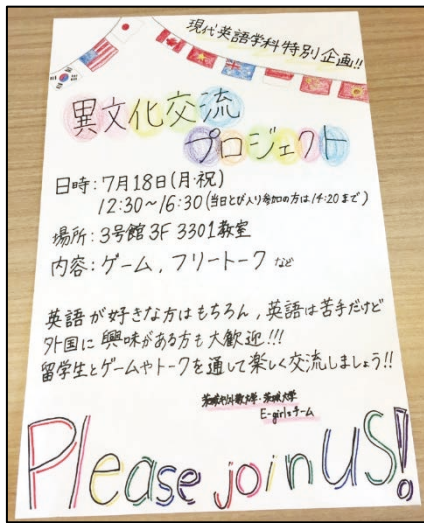 現代英語学科特別企画!!
異文化交流
プロジェクト
日時:7月18日(月・祝)
12:30~16:30(当日とび入り参加の方は14:20まで)
場所:3号館3F 3301教室
内容:ゲーム,フリートークなど
英語が好きな方はもちろん,英語は苦手だけど
外国に興味がある方も大歓迎!!!
留学生とゲームやトークを通して楽しく交流しましょう!!
茨城大学
E-girlsチーム
Please join US!